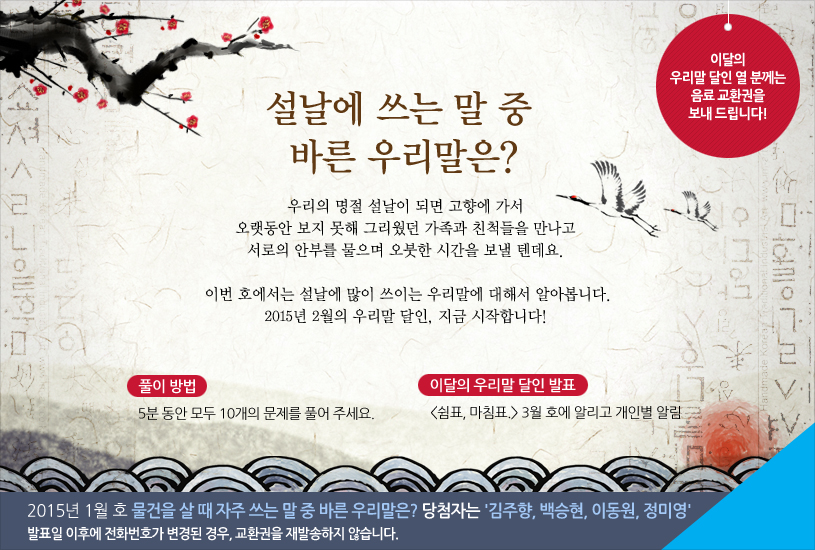 이달의
우리말 달인 열 분께는
음료 교환권을
보내 드립니다!
설날에 쓰는 말 중
바른 우리말은?
우리의 명절 설날이 되면 고향에 가서
오랫동안 보지 못해 그리웠던 가족과 친척들을 만나고
서로의 안부를 물으며 오붓한 시간을 보낼 텐데요.
이번 호에서는 설날에 많이 쓰이는 우리말에 대해서 알아봅니다.
2015년 2월의 우리말 달인, 지금 시작합니다!
풀이 방법
5분 동안 모두 10개의 문제를 풀어 주세요.
이달의 우리말 달인 발표
<쉼표, 마침표.> 3월 호에 알리고 개인별 알림
2015년 1월 호 물건을 살 때 자주 쓰는 말 중 바른 우리말은? 당첨자는 '김주향, 백승현, 이동원, 정미영'
발표일 이후에 전화번호가 변경된 경우, 교환권을 재발송하지 않습니다.